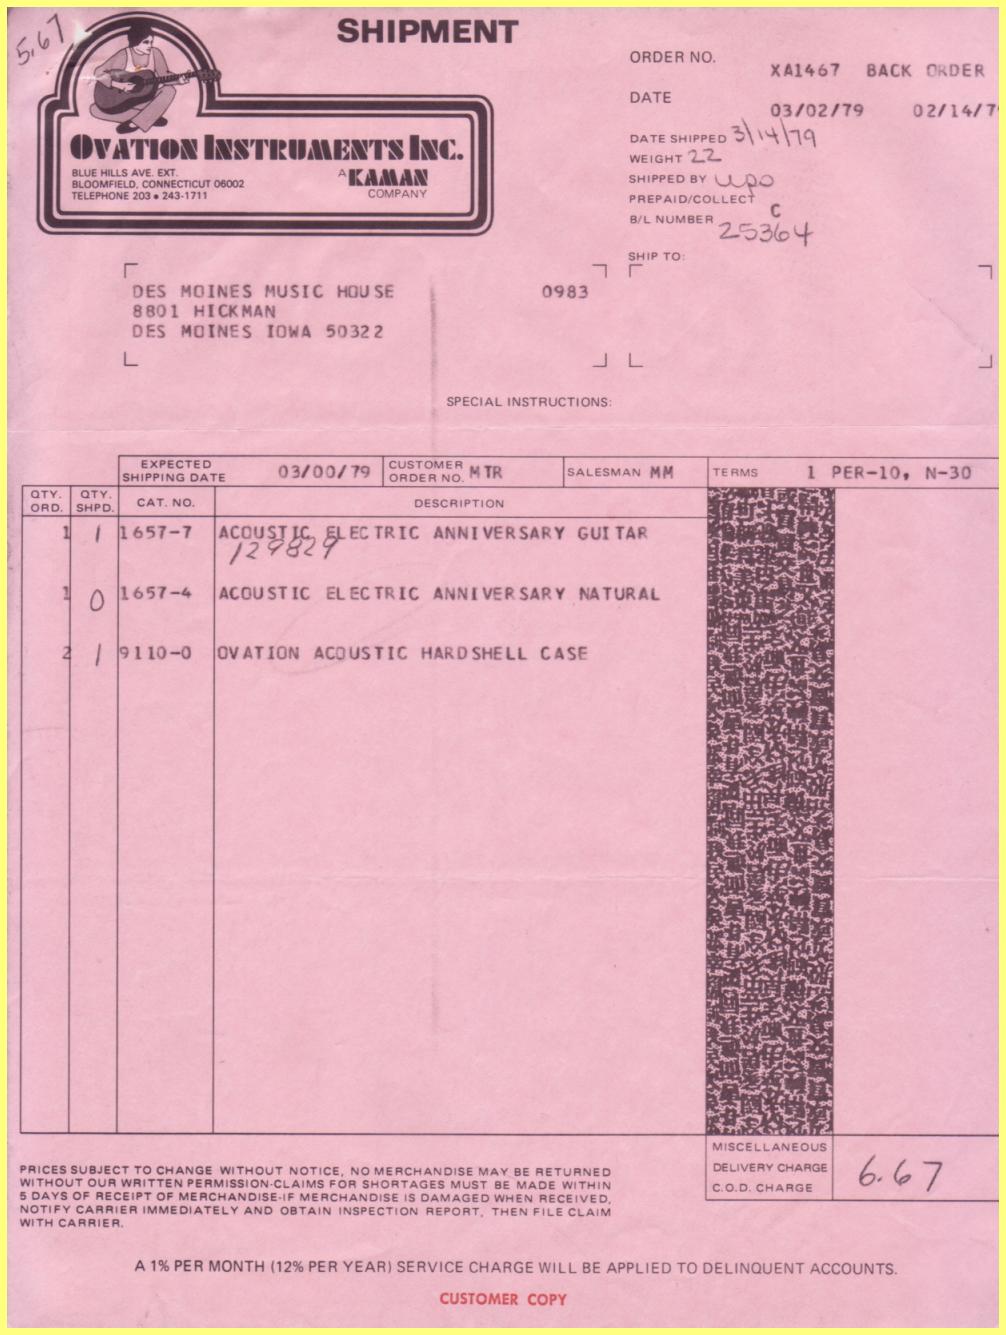 5.67
SHIPMENT
OVATION INSTRUMENTS INC.
BLUE HILLS AVE. EXT.
BLOOMFIELD, CONNECTICUT 06002
TELEPHONE 203 • 243-1711
A KAMAN
COMPANY
ORDER NO. XA1467 BACK ORDER
DATE 03/02/79 02/14/7
DATE SHIPPED 3/14/79
WEIGHT 22
SHIPPED BY ups
PREPAID/COLLECT C
B/L NUMBER 25364
SHIP TO:
DES MOINES MUSIC HOUSE 0983
8801 HICKMAN
DES MOINES IOWA 50322
SPECIAL INSTRUCTIONS:
EXPECTED SHIPPING DATE 03/00/79 CUSTOMER ORDER NO. MTR SALESMAN MM TERMS 1 PER-10, N-30
QTY. ORD. QTY. SHPD. CAT. NO. DESCRIPTION
1 1 1657-7 ACOUSTIC ELECTRIC ANNIVERSARY GUITAR
129829
1 0 1657-4 ACOUSTIC ELECTRIC ANNIVERSARY NATURAL
2 1 9110-0 OVATION ACOUSTIC HARDSHELL CASE
MISCELLANEOUS
DELIVERY CHARGE 6.67
C.O.D. CHARGE
PRICES SUBJECT TO CHANGE WITHOUT NOTICE, NO MERCHANDISE MAY BE RETURNED
WITHOUT OUR WRITTEN PERMISSION-CLAIMS FOR SHORTAGES MUST BE MADE WITHIN
5 DAYS OF RECEIPT OF MERCHANDISE-IF MERCHANDISE IS DAMAGED WHEN RECEIVED,
NOTIFY CARRIER IMMEDIATELY AND OBTAIN INSPECTION REPORT, THEN FILE CLAIM
WITH CARRIER.
A 1% PER MONTH (12% PER YEAR) SERVICE CHARGE WILL BE APPLIED TO DELINQUENT ACCOUNTS.
CUSTOMER COPY